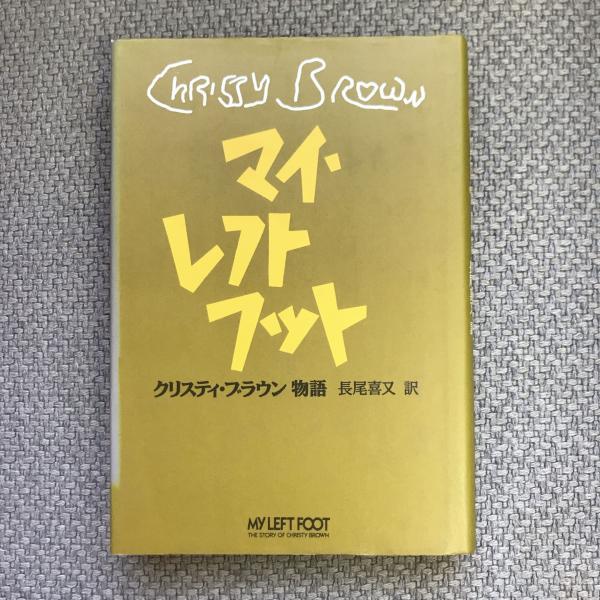 CHRISSY BROWN
マイ・
レフト
フット
クリスティ・ブラウン 物語 長尾喜又 訳
MY LEFT FOOT
THE STORY OF CHRISTY BROWN